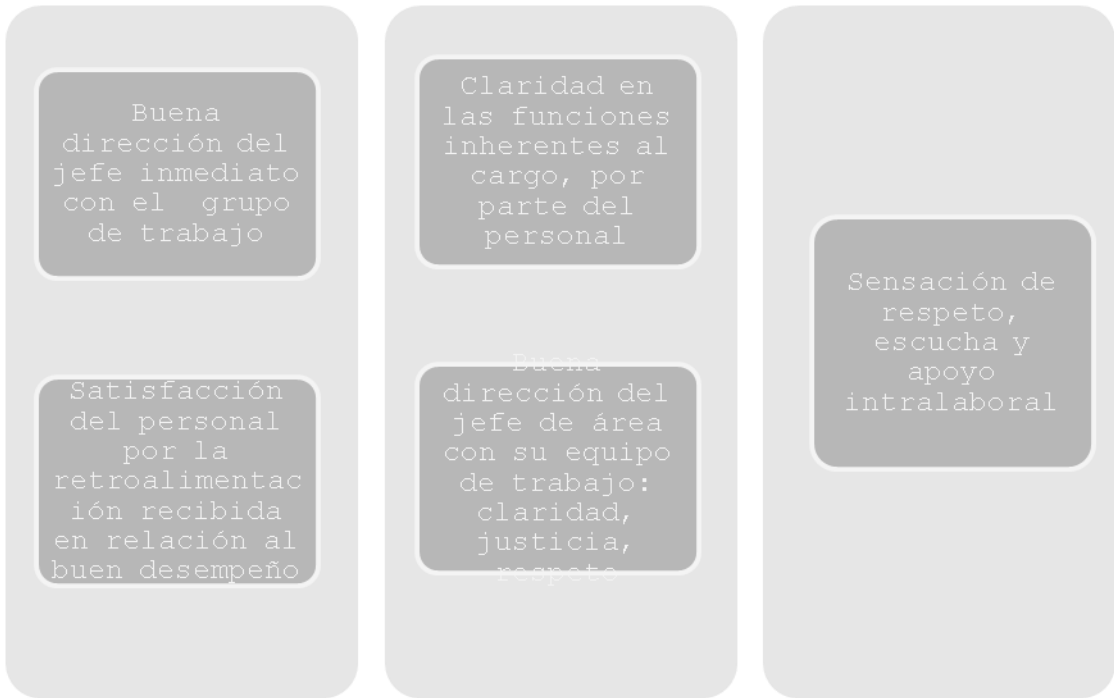 Buena
dirección del
jefe inmediato
con el grupo
de trabajo
Satisfacción
del personal
por la
retroalimentac
ión recibida
en relación al
buen desempeño
Claridad en
las funciones
inherentes al
cargo, por
parte del
personal
Buena
dirección del
jefe de área
con su equipo
de trabajo:
claridad,
justicia,
respeto
Sensación de
respeto,
escucha y
apoyo
intralaboral